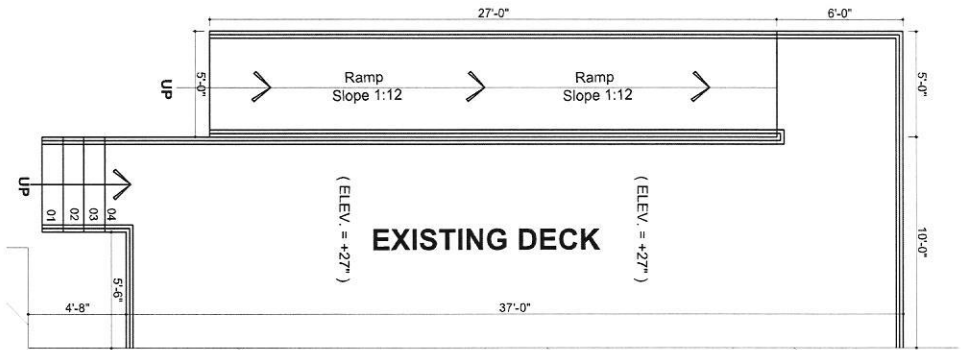 27'-0"
6'-0"
5'-0"
UP
Ramp
Slope 1:12
Ramp
Slope 1:12
5'-0"
UP
01
02
03
04
( ELEV. = +27" )
( ELEV. = +27" )
EXISTING DECK
10'-0"
5'-6"
4'-8"
37'-0"